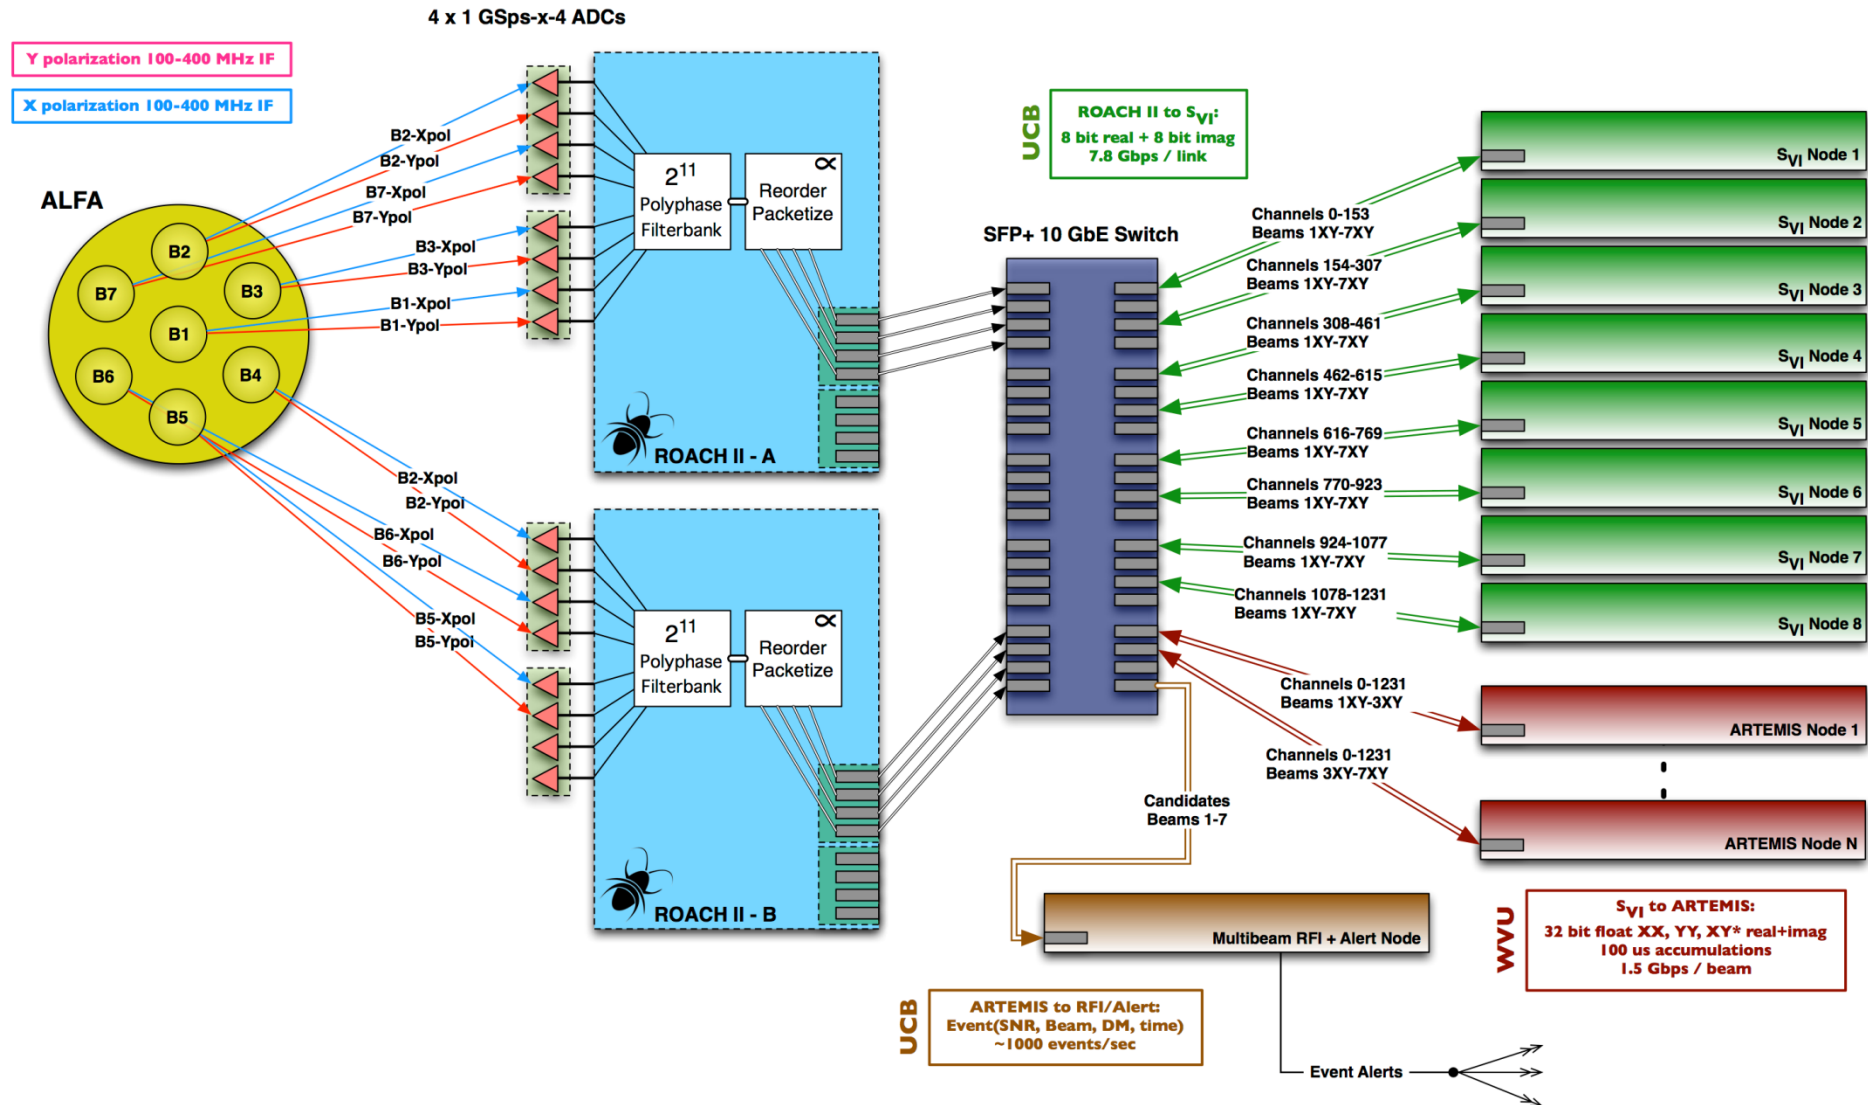 4 x 1 GSps-x-4 ADCs
Y polarization 100-400 MHz IF
X polarization 100-400 MHz IF
ALFA
B2
B7
B3
B1
B6
B4
B5
B2-Xpol
B2-Ypol
B7-Xpol
B7-Ypol
B3-Xpol
B3-Ypol
B1-Xpol
B1-Ypol
B2-Xpol
B2-Ypol
B6-Xpol
B6-Ypol
B5-Xpol
B5-Ypol
2^11
Polyphase
Filterbank
∝
Reorder
Packetize
ROACH II - A
2^11
Polyphase
Filterbank
∝
Reorder
Packetize
ROACH II - B
UCB
ROACH II to S_VI:
8 bit real + 8 bit imag
7.8 Gbps / link
SFP+ 10 GbE Switch
Channels 0-153
Beams 1XY-7XY
Channels 154-307
Beams 1XY-7XY
Channels 308-461
Beams 1XY-7XY
Channels 462-615
Beams 1XY-7XY
Channels 616-769
Beams 1XY-7XY
Channels 770-923
Beams 1XY-7XY
Channels 924-1077
Beams 1XY-7XY
Channels 1078-1231
Beams 1XY-7XY
Channels 0-1231
Beams 1XY-3XY
Channels 0-1231
Beams 3XY-7XY
Candidates
Beams 1-7
S_VI Node 1
S_VI Node 2
S_VI Node 3
S_VI Node 4
S_VI Node 5
S_VI Node 6
S_VI Node 7
S_VI Node 8
ARTEMIS Node 1
ARTEMIS Node N
Multibeam RFI + Alert Node
WVU
S_VI to ARTEMIS:
32 bit float XX, YY, XY* real+imag
100 us accumulations
1.5 Gbps / beam
UCB
ARTEMIS to RFI/Alert:
Event(SNR, Beam, DM, time)
~1000 events/sec
Event Alerts